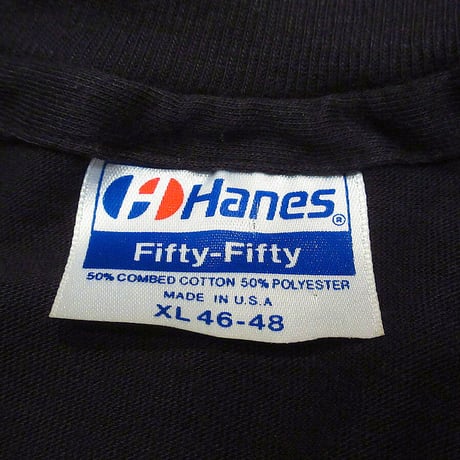 Hanes®
Fifty-Fifty
50% COMBED COTTON 50% POLYESTER
MADE IN U.S.A
XL 46-48